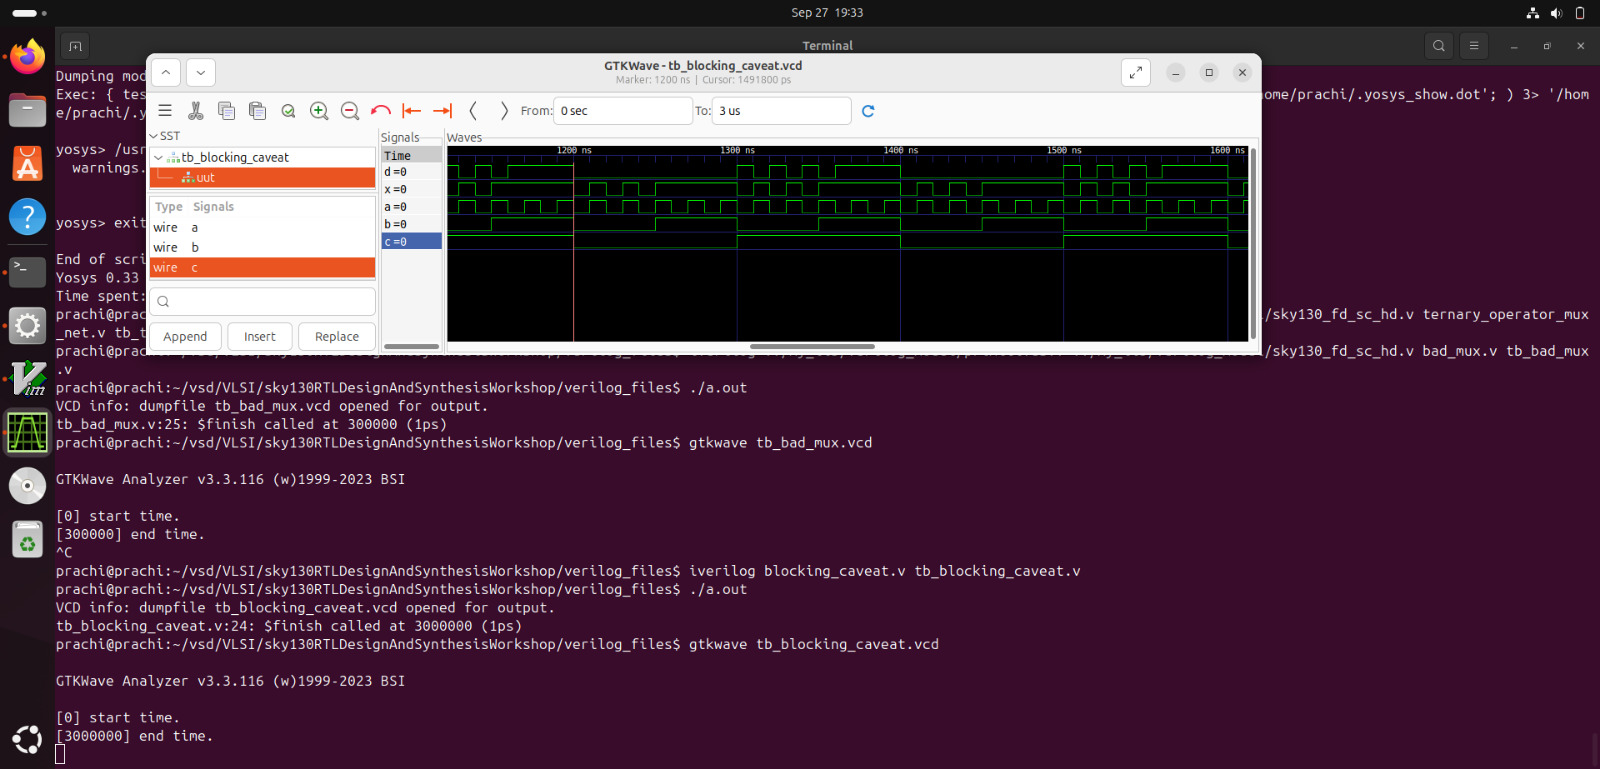 Sep 27 19:33
Terminal
Dumping mod
Exec: { tes
ome/prachi/.yosys_show.dot'; ) 3> '/hom
e/prachi/.y
yosys> /usr
warnings.
yosys> exit
End of scri
Yosys 0.33
Time spent:
prachi@prac
/sky130_fd_sc_hd.v ternary_operator_mux
_net.v tb_t
prachi@prac
/sky130_fd_sc_hd.v bad_mux.v tb_bad_mux
.v
GTKWave - tb_blocking_caveat.vcd
Marker: 1200 ns | Cursor: 1491800 ps
From: 0 sec To: 3 us
SST
tb_blocking_caveat
uut
Type Signals
wire a
wire b
wire c
Append Insert Replace
Signals
Time
d=0
x=0
a=0
b=0
c=0
Waves
1200 ns 1300 ns 1400 ns 1500 ns 1600 ns
prachi@prachi:~/vsd/VLSI/sky130RTLDesignAndSynthesisWorkshop/verilog_files$ ./a.out
VCD info: dumpfile tb_bad_mux.vcd opened for output.
tb_bad_mux.v:25: $finish called at 300000 (1ps)
prachi@prachi:~/vsd/VLSI/sky130RTLDesignAndSynthesisWorkshop/verilog_files$ gtkwave tb_bad_mux.vcd
GTKWave Analyzer v3.3.116 (w)1999-2023 BSI
[0] start time.
[300000] end time.
^C
prachi@prachi:~/vsd/VLSI/sky130RTLDesignAndSynthesisWorkshop/verilog_files$ iverilog blocking_caveat.v tb_blocking_caveat.v
prachi@prachi:~/vsd/VLSI/sky130RTLDesignAndSynthesisWorkshop/verilog_files$ ./a.out
VCD info: dumpfile tb_blocking_caveat.vcd opened for output.
tb_blocking_caveat.v:24: $finish called at 3000000 (1ps)
prachi@prachi:~/vsd/VLSI/sky130RTLDesignAndSynthesisWorkshop/verilog_files$ gtkwave tb_blocking_caveat.vcd
GTKWave Analyzer v3.3.116 (w)1999-2023 BSI
[0] start time.
[3000000] end time.